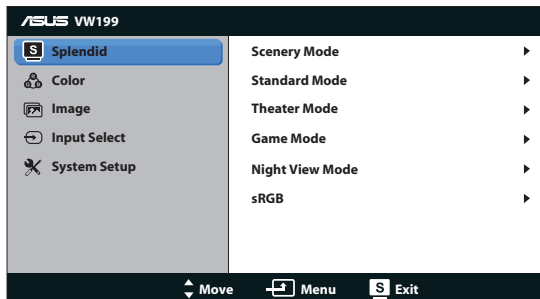 ASUS VW199
S Splendid
Color
Image
Input Select
System Setup
Scenery Mode
Standard Mode
Theater Mode
Game Mode
Night View Mode
sRGB
Move Menu S Exit